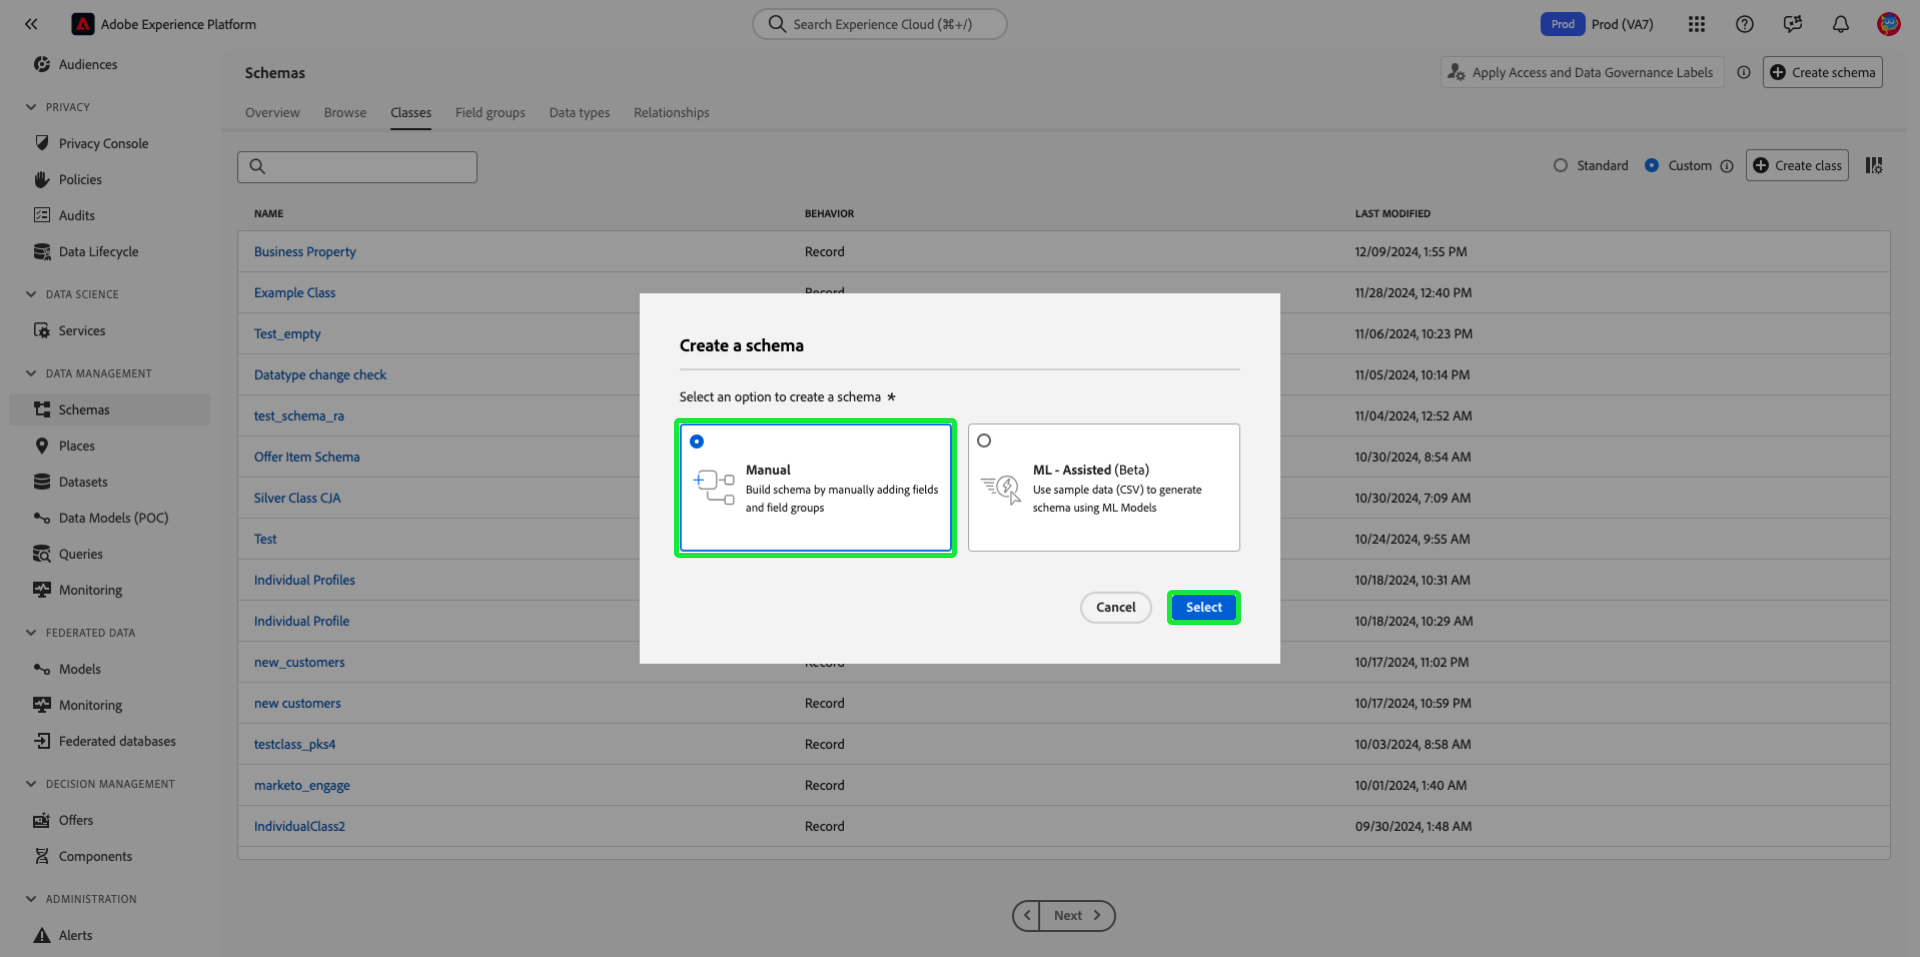 Adobe Experience Platform
Search Experience Cloud (⌘+/)
Prod
Prod (VA7)
Audiences
PRIVACY
Privacy Console
Policies
Audits
Data Lifecycle
DATA SCIENCE
Services
DATA MANAGEMENT
Schemas
Places
Datasets
Data Models (POC)
Queries
Monitoring
FEDERATED DATA
Models
Monitoring
Federated databases
DECISION MANAGEMENT
Offers
Components
ADMINISTRATION
Alerts
Schemas
Apply Access and Data Governance Labels
Create schema
Overview Browse Classes Field groups Data types Relationships
Standard Custom Create class
NAME BEHAVIOR LAST MODIFIED
Business Property Record 12/09/2024, 1:55 PM
Example Class Record 11/28/2024, 12:40 PM
Test_empty 11/06/2024, 10:23 PM
Datatype change check 11/05/2024, 10:14 PM
test_schema_ra 11/04/2024, 12:52 AM
Offer Item Schema 10/30/2024, 8:54 AM
Silver Class CJA 10/30/2024, 7:09 AM
Test 10/24/2024, 9:55 AM
Individual Profiles 10/18/2024, 10:31 AM
Individual Profile 10/18/2024, 10:29 AM
new_customers Record 10/17/2024, 11:02 PM
new customers Record 10/17/2024, 10:59 PM
testclass_pks4 Record 10/03/2024, 8:58 AM
marketo_engage Record 10/01/2024, 1:40 AM
IndividualClass2 Record 09/30/2024, 1:48 AM
Next
Create a schema
Select an option to create a schema *
Manual
Build schema by manually adding fields
and field groups
ML - Assisted (Beta)
Use sample data (CSV) to generate
schema using ML Models
Cancel
Select